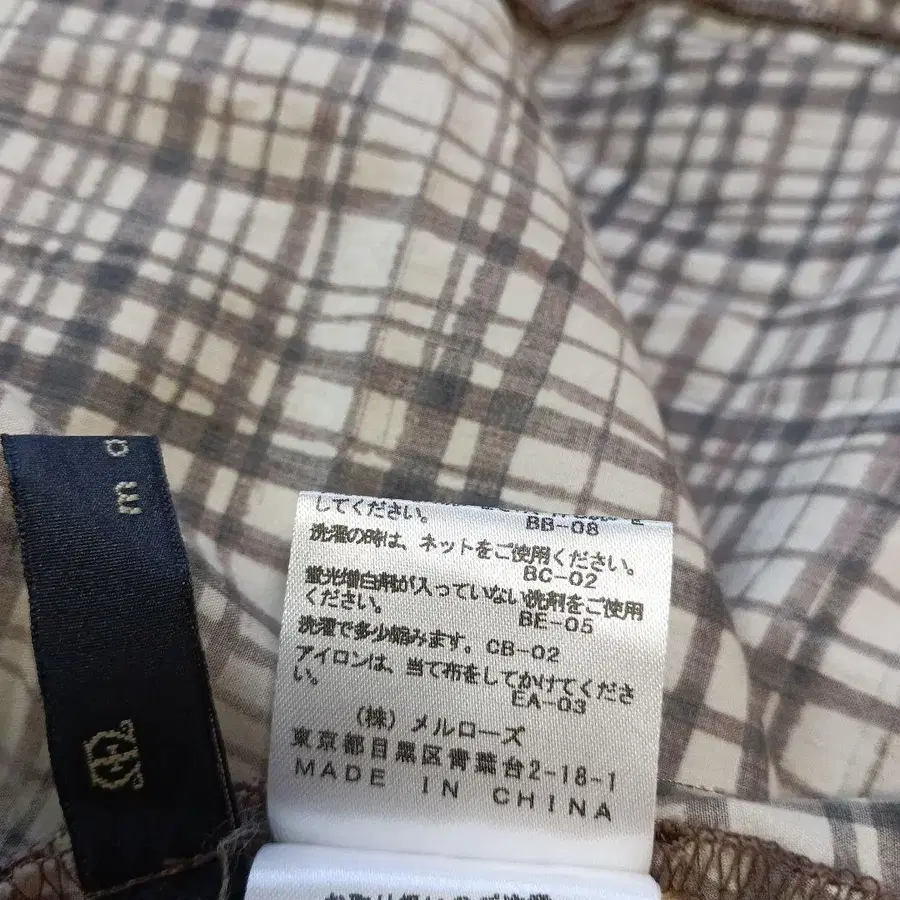 m o
してください。 BB-08
洗濯の時は、ネットをご使用ください。
BC-02
蛍光増白剤が入っていない洗剤をご使用
ください。 BE-05
洗濯で多少縮みます。CB-02
アイロンは、当て布をしてかけてくださ
い。 EA-03
(株) メルローズ
東京都目黒区青葉台2-18-1
MADE IN CHINA